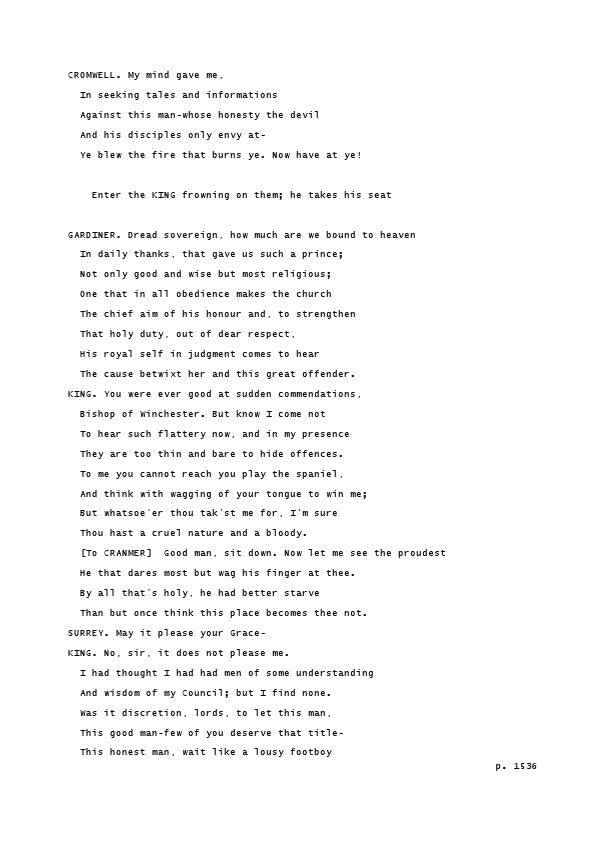 CROMWELL. My mind gave me,
In seeking tales and informations
Against this man-whose honesty the devil
And his disciples only envy at-
Ye blew the fire that burns ye. Now have at ye!
Enter the KING frowning on them; he takes his seat
GARDINER. Dread sovereign, how much are we bound to heaven
In daily thanks, that gave us such a prince;
Not only good and wise but most religious;
One that in all obedience makes the church
The chief aim of his honour and, to strengthen
That holy duty, out of dear respect,
His royal self in judgment comes to hear
The cause betwixt her and this great offender.
KING. You were ever good at sudden commendations,
Bishop of Winchester. But know I come not
To hear such flattery now, and in my presence
They are too thin and bare to hide offences.
To me you cannot reach you play the spaniel,
And think with wagging of your tongue to win me;
But whatsoe'er thou tak'st me for, I'm sure
Thou hast a cruel nature and a bloody.
[To CRANMER]  Good man, sit down. Now let me see the proudest
He that dares most but wag his finger at thee.
By all that's holy, he had better starve
Than but once think this place becomes thee not.
SURREY. May it please your Grace-
KING. No, sir, it does not please me.
I had thought I had had men of some understanding
And wisdom of my Council; but I find none.
Was it discretion, lords, to let this man,
This good man-few of you deserve that title-
This honest man, wait like a lousy footboy
p. 1536